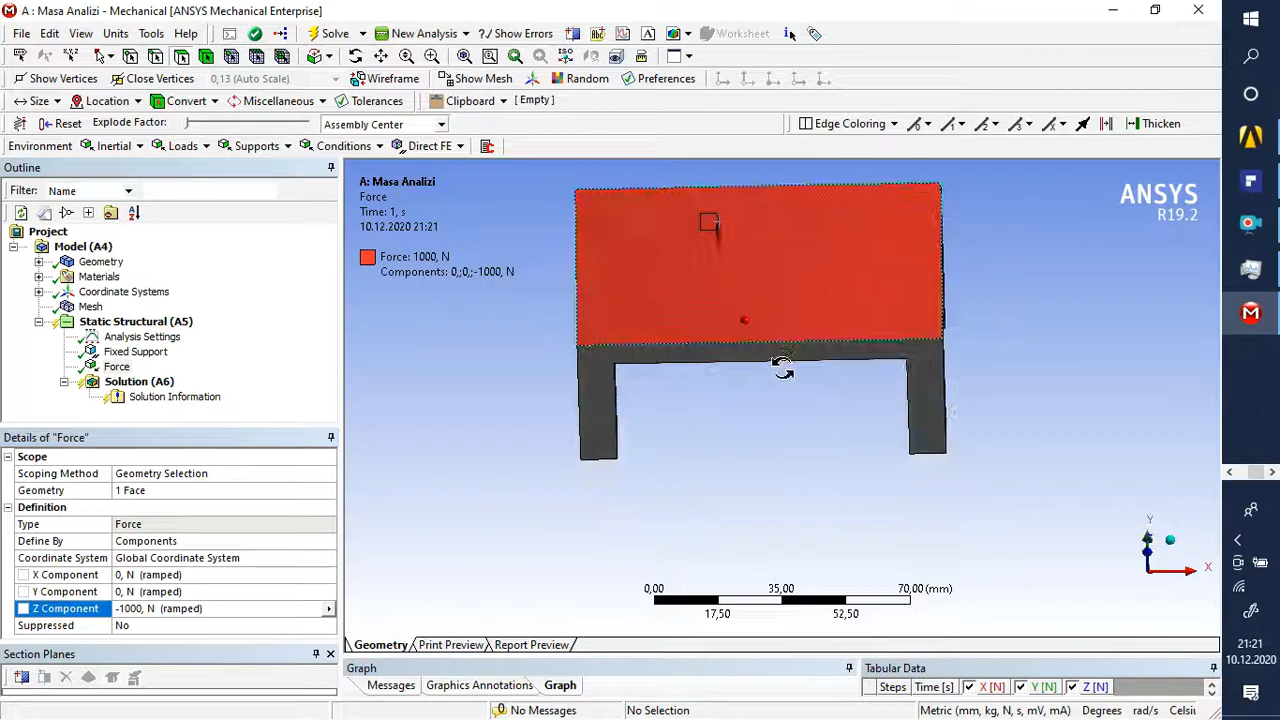 A : Masa Analizi - Mechanical [ANSYS Mechanical Enterprise]
File Edit View Units Tools Help Solve New Analysis Show Errors Worksheet
Show Vertices Close Vertices 0,13 (Auto Scale) Wireframe Show Mesh Random Preferences
Size Location Convert Miscellaneous Tolerances Clipboard [ Empty ]
Reset Explode Factor: Assembly Center Edge Coloring Thicken
Environment Inertial Loads Supports Conditions Direct FE
Outline
Filter: Name
Project
Model (A4)
Geometry
Materials
Coordinate Systems
Mesh
Static Structural (A5)
Analysis Settings
Fixed Support
Force
Solution (A6)
Solution Information
Details of "Force"
Scope
Scoping Method Geometry Selection
Geometry 1 Face
Definition
Type Force
Define By Components
Coordinate System Global Coordinate System
X Component 0, N (ramped)
Y Component 0, N (ramped)
Z Component -1000, N (ramped)
Suppressed No
Section Planes
A: Masa Analizi
Force
Time: 1, s
10.12.2020 21:21
Force: 1000, N
Components: 0,;0,;-1000, N
ANSYS
R19.2
Y
X
0,00 35,00 70,00 (mm)
17,50 52,50
Geometry Print Preview Report Preview
Graph
Messages Graphics Annotations Graph
Tabular Data
Steps Time [s] X [N] Y [N] Z [N]
No Messages No Selection Metric (mm, kg, N, s, mV, mA) Degrees rad/s Celsi
21:21
10.12.2020